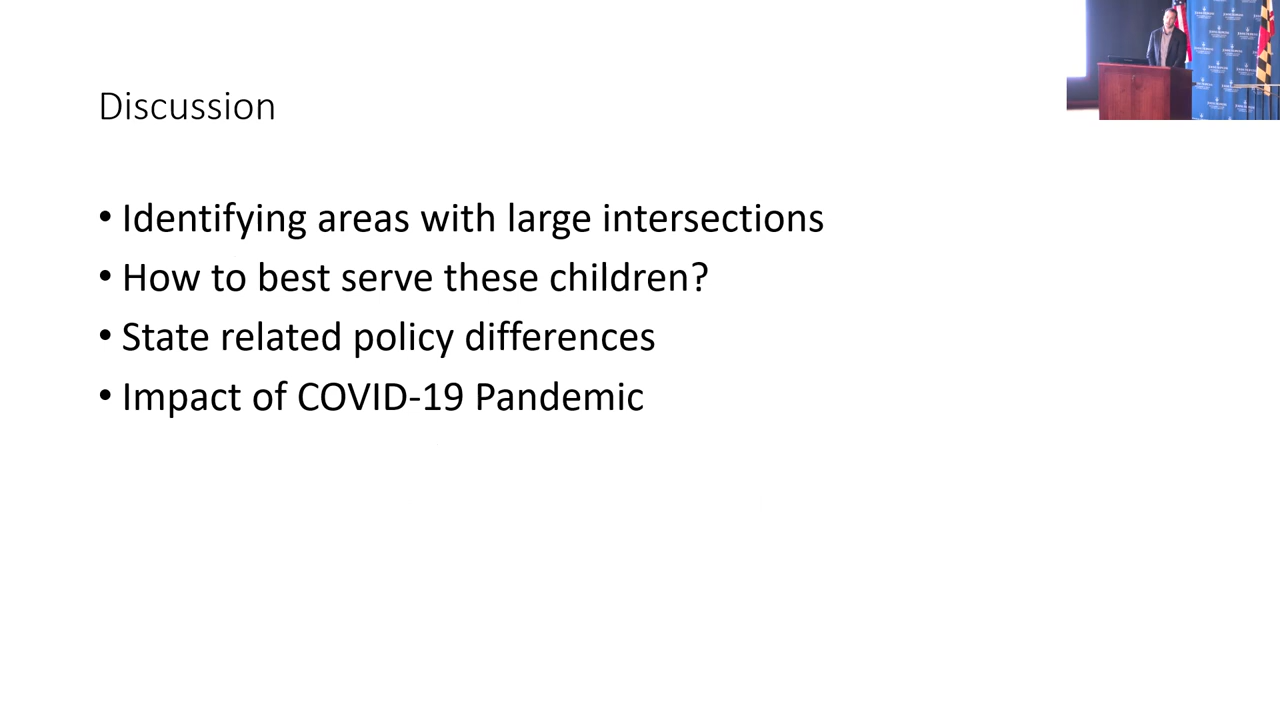 Discussion
• Identifying areas with large intersections
• How to best serve these children?
• State related policy differences
• Impact of COVID-19 Pandemic